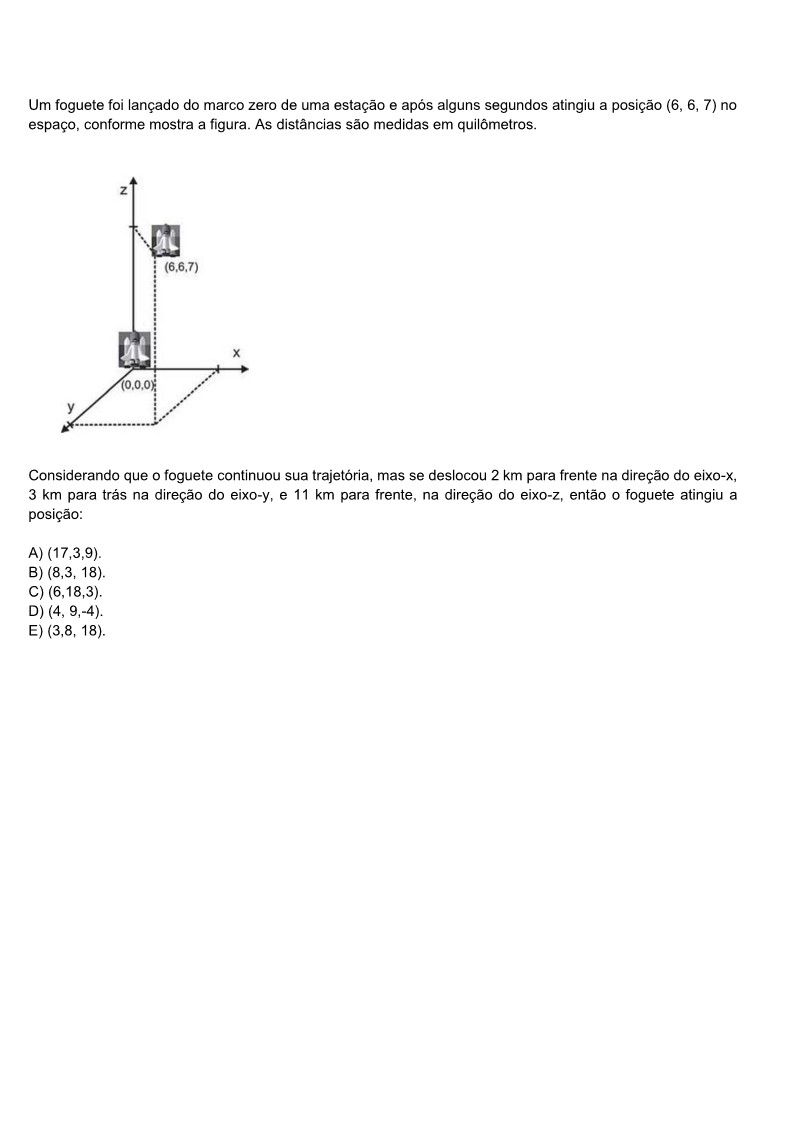 Um foguete foi lançado do marco zero de uma estação e após alguns segundos atingiu a posição (6, 6, 7) no
espaço, conforme mostra a figura. As distâncias são medidas em quilômetros.
z
(6,6,7)
x
(0,0,0)
y
Considerando que o foguete continuou sua trajetória, mas se deslocou 2 km para frente na direção do eixo-x,
3 km para trás na direção do eixo-y, e 11 km para frente, na direção do eixo-z, então o foguete atingiu a
posição:
A) (17,3,9).
B) (8,3, 18).
C) (6,18,3).
D) (4, 9,-4).
E) (3,8, 18).